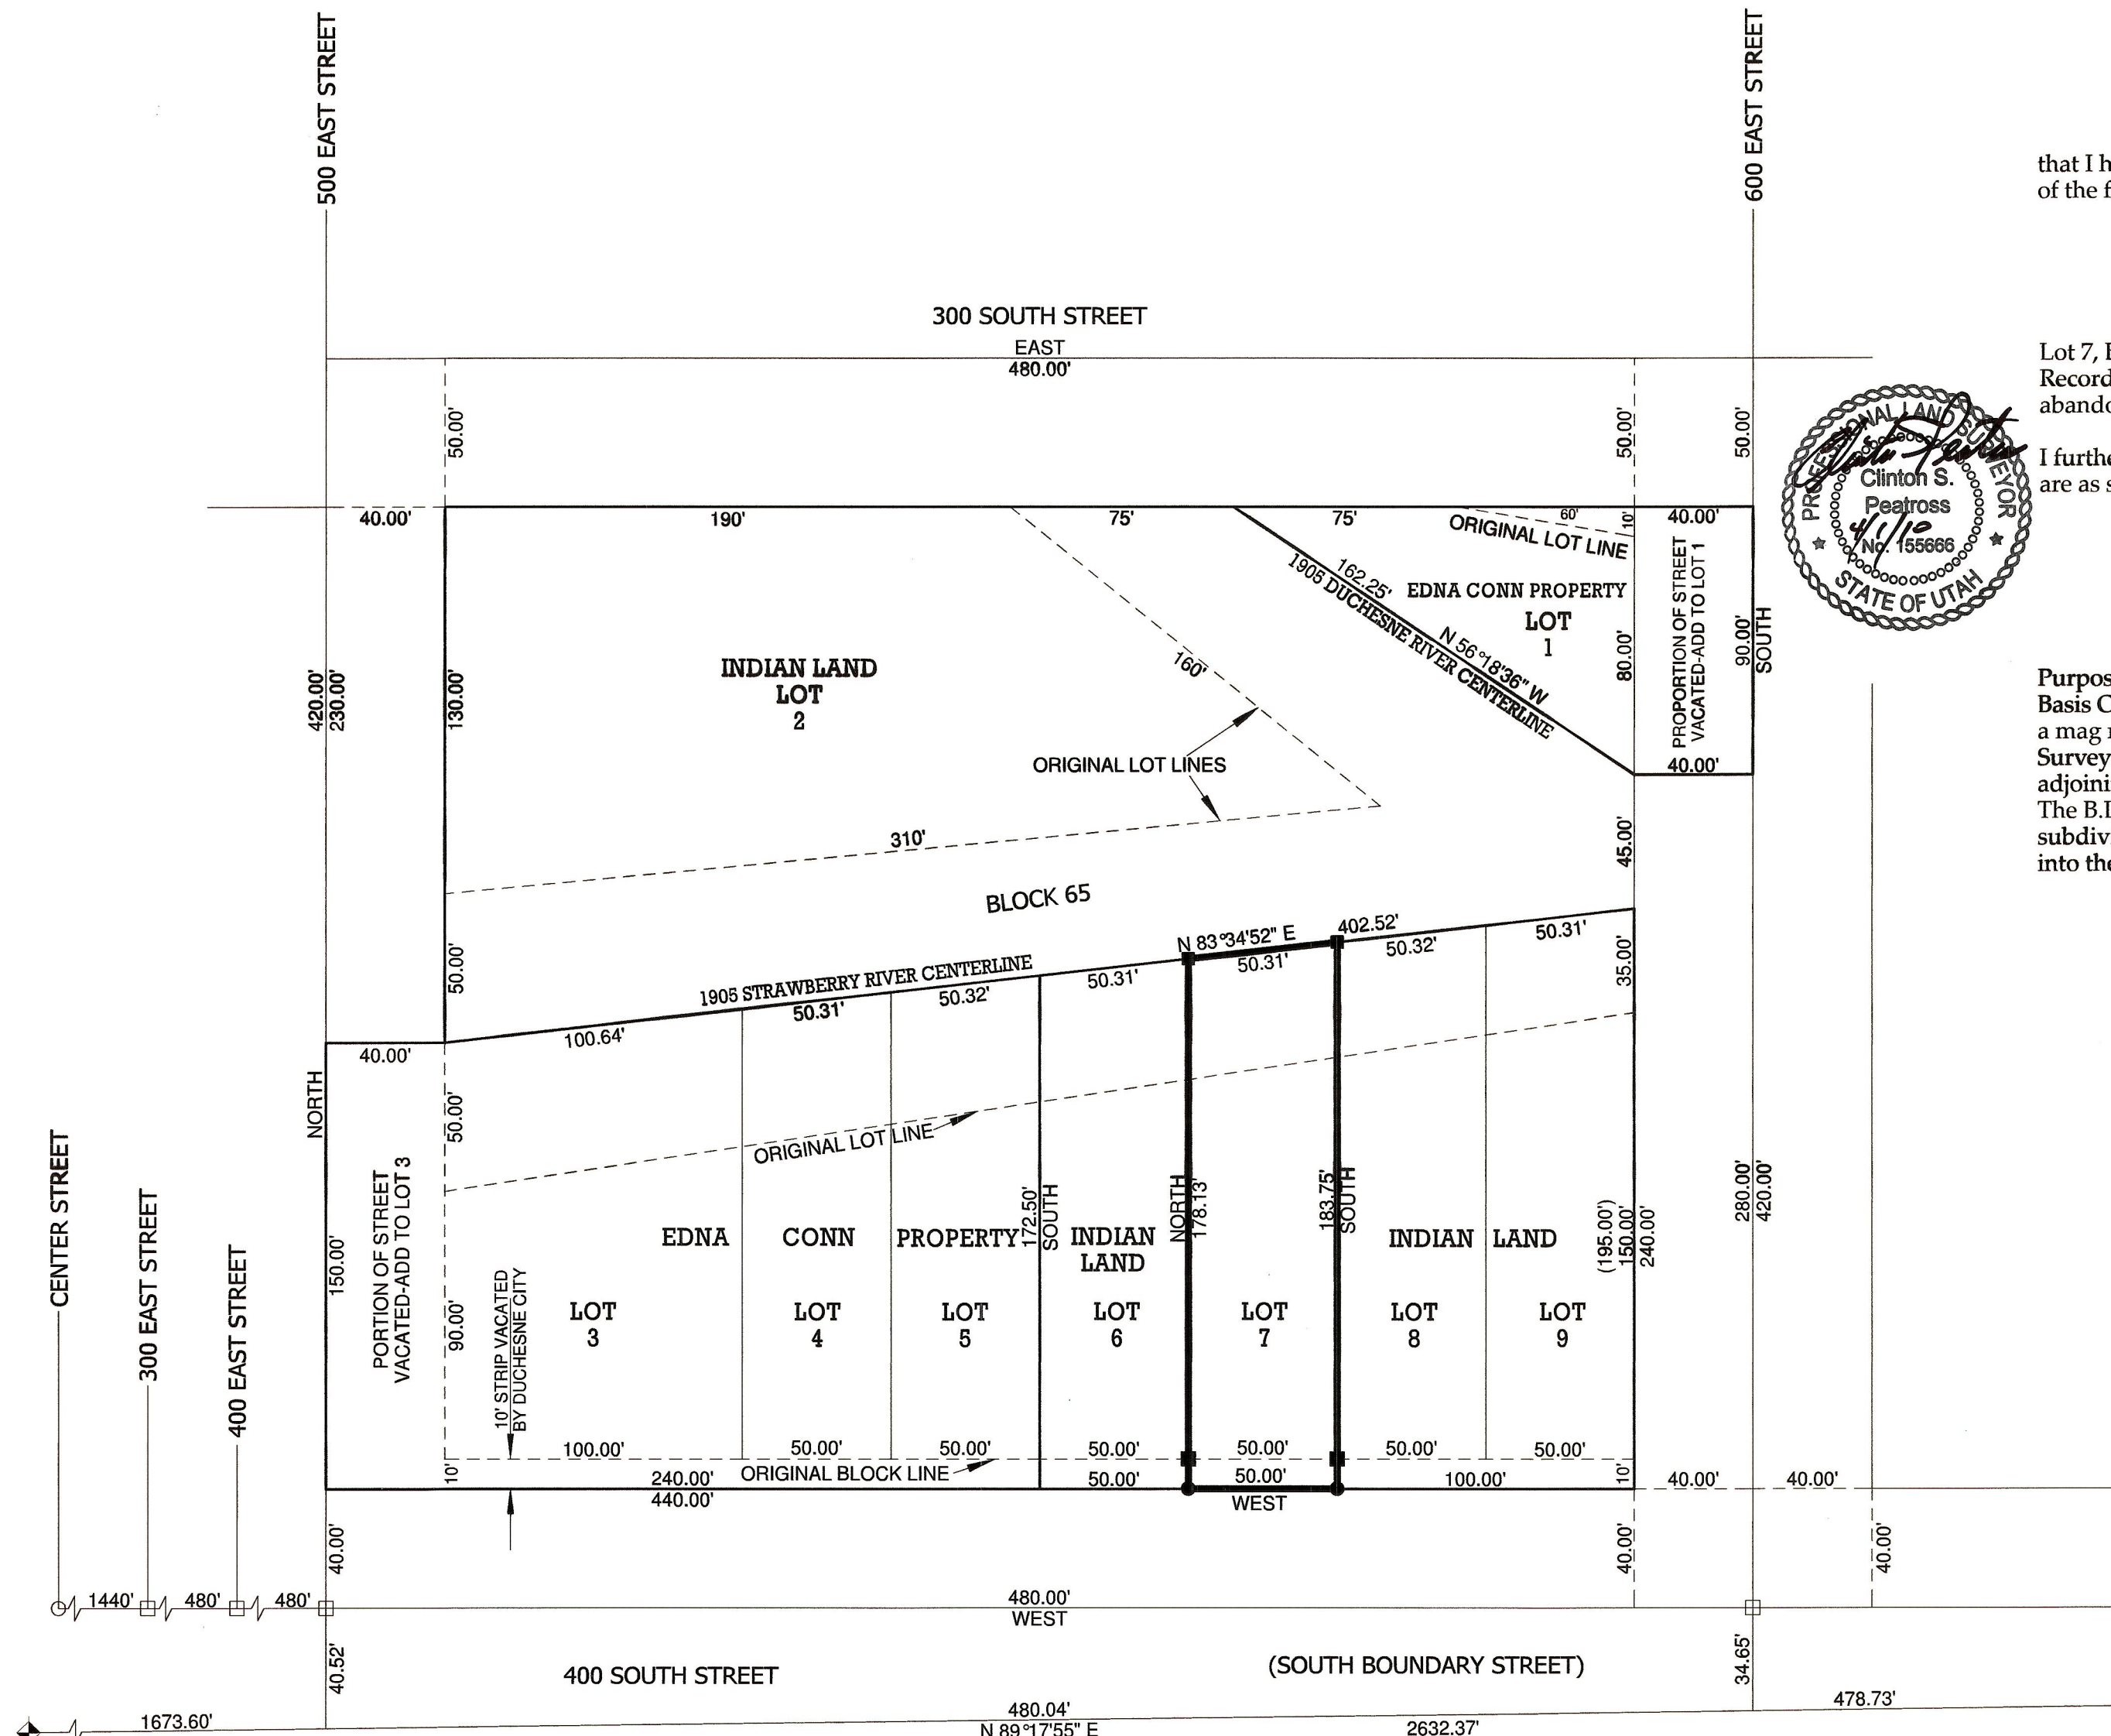 500 EAST STREET
600 EAST STREET
that I h
of the f
300 SOUTH STREET
EAST
480.00'
Lot 7, 
Record
abando
50.00'
50.00'
50.00'
PROFESSIONAL LAND SURVEYOR
Clinton S.
Peatross
4/1/10
No. 155666
STATE OF UTAH
I furthe
are as s
40.00'
190'
75'
75'
60'
10'
40.00'
ORIGINAL LOT LINE
162.25'
1905 DUCHESNE RIVER CENTERLINE
N 56°18'36" W
EDNA CONN PROPERTY
LOT
1
80.00'
PROPORTION OF STREET
VACATED-ADD TO LOT 1
90.00'
SOUTH
420.00'
230.00'
130.00'
INDIAN LAND
LOT
2
160'
ORIGINAL LOT LINES
40.00'
Purpos
Basis O
a mag
Survey
adjoini
The B.L
subdiv
into the
310'
45.00'
BLOCK 65
50.00'
1905 STRAWBERRY RIVER CENTERLINE
N 83°34'52" E
402.52'
100.64'
50.31'
50.32'
50.31'
50.31'
50.32'
50.31'
35.00'
40.00'
NORTH
50.00'
ORIGINAL LOT LINE
CENTER STREET
300 EAST STREET
400 EAST STREET
150.00'
PORTION OF STREET
VACATED-ADD TO LOT 3
90.00'
10' STRIP VACATED
BY DUCHESNE CITY
EDNA CONN PROPERTY
172.50'
SOUTH
INDIAN
LAND
NORTH
178.13'
183.75'
SOUTH
INDIAN LAND
(195.00')
150.00'
240.00'
280.00'
420.00'
LOT
3
LOT
4
LOT
5
LOT
6
LOT
7
LOT
8
LOT
9
100.00'
50.00'
50.00'
50.00'
50.00'
50.00'
50.00'
10'
240.00'
ORIGINAL BLOCK LINE
50.00'
50.00'
100.00'
10'
40.00'
40.00'
440.00'
WEST
40.00'
40.00'
40.00'
1440'
480'
480'
480.00'
WEST
40.52'
400 SOUTH STREET
(SOUTH BOUNDARY STREET)
34.65'
1673.60'
480.04'
N 89°17'55" E
2632.37'
478.73'